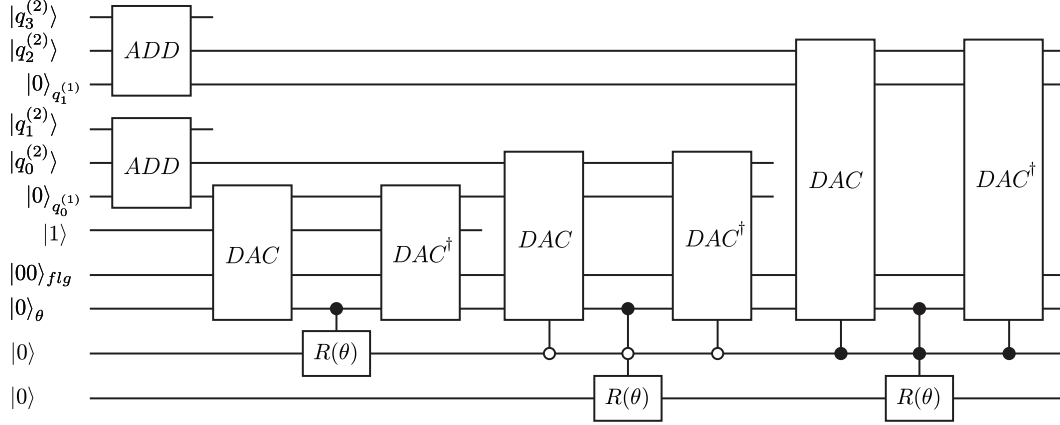 |q_3^{(2)}⟩
|q_2^{(2)}⟩
ADD
|0⟩_{q_1^{(1)}}
|q_1^{(2)}⟩
|q_0^{(2)}⟩
ADD
|0⟩_{q_0^{(1)}}
|1⟩
|00⟩_{flg}
|0⟩_θ
|0⟩
|0⟩
DAC
R(θ)
DAC†
DAC
R(θ)
DAC†
DAC
R(θ)
DAC†